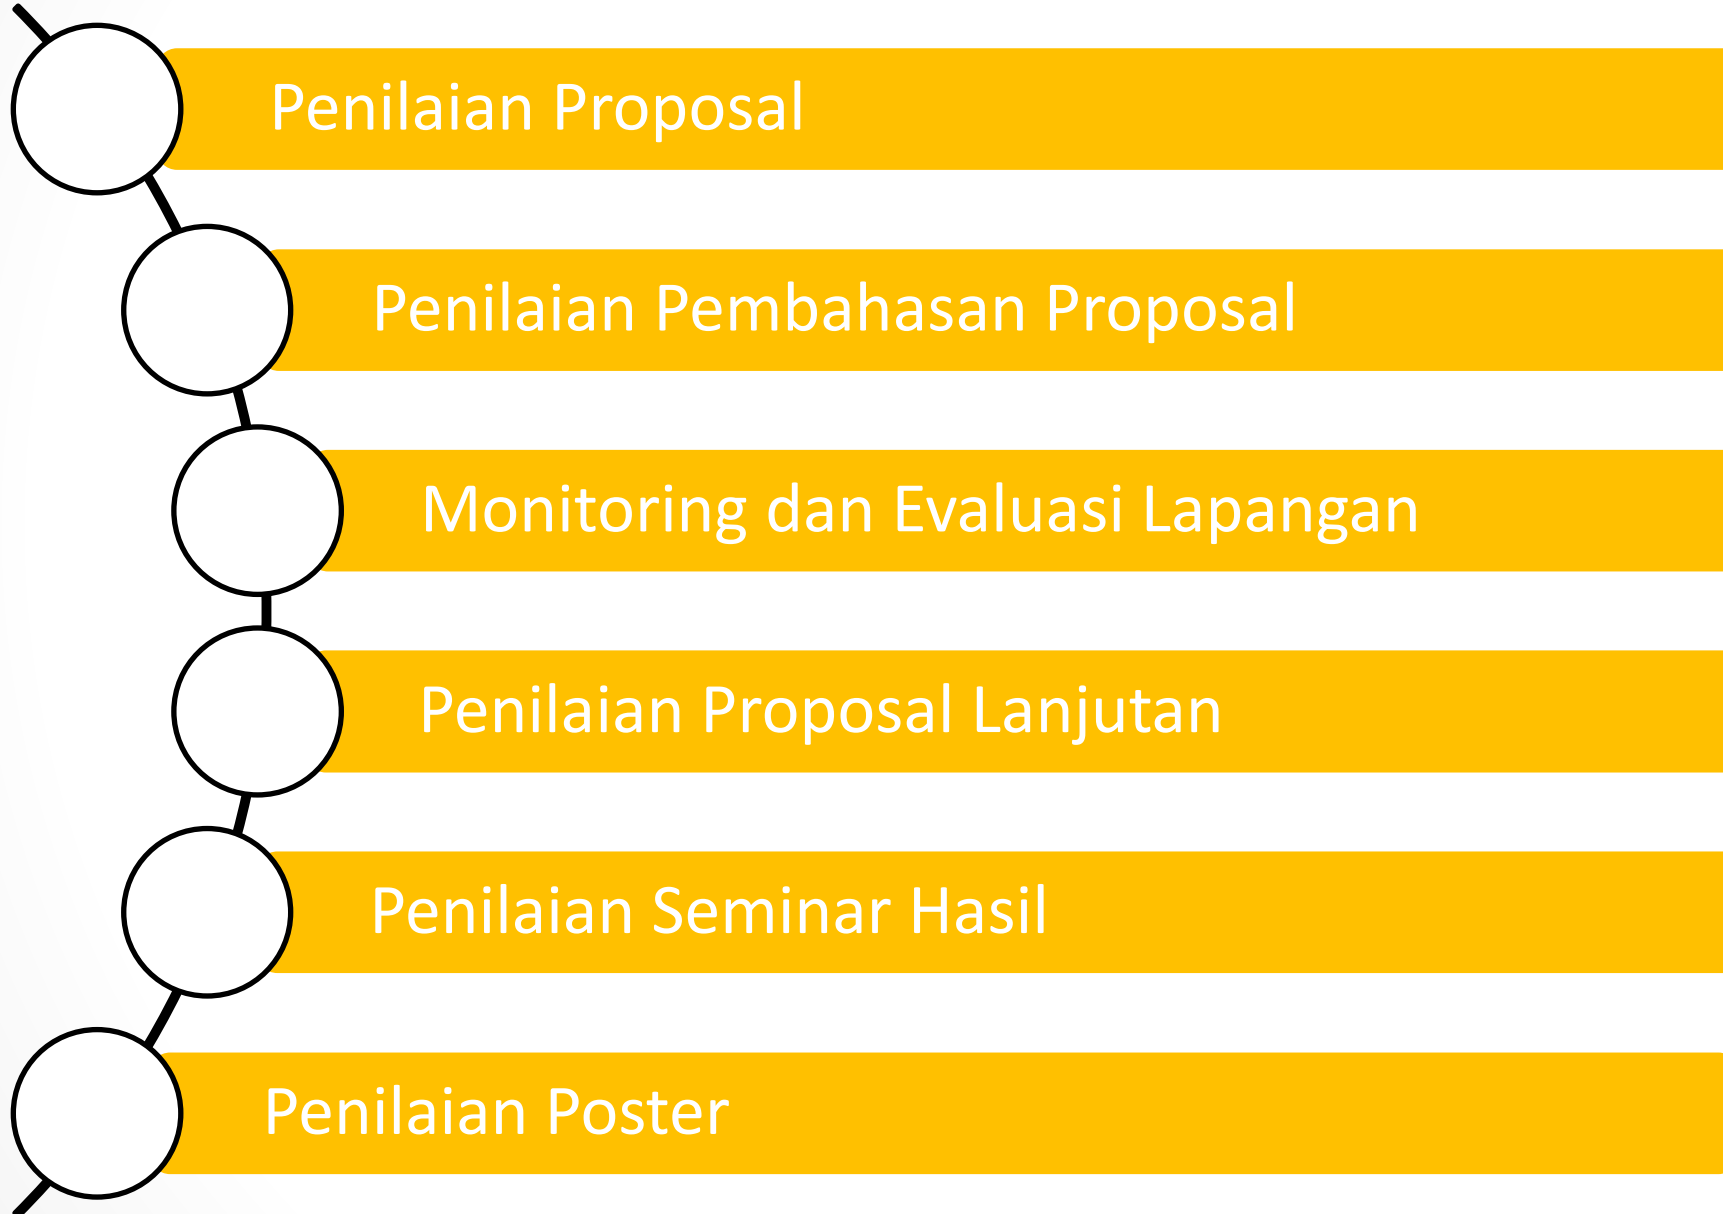 Penilaian Proposal
Penilaian Pembahasan Proposal
Monitoring dan Evaluasi Lapangan
Penilaian Proposal Lanjutan
Penilaian Seminar Hasil
Penilaian Poster